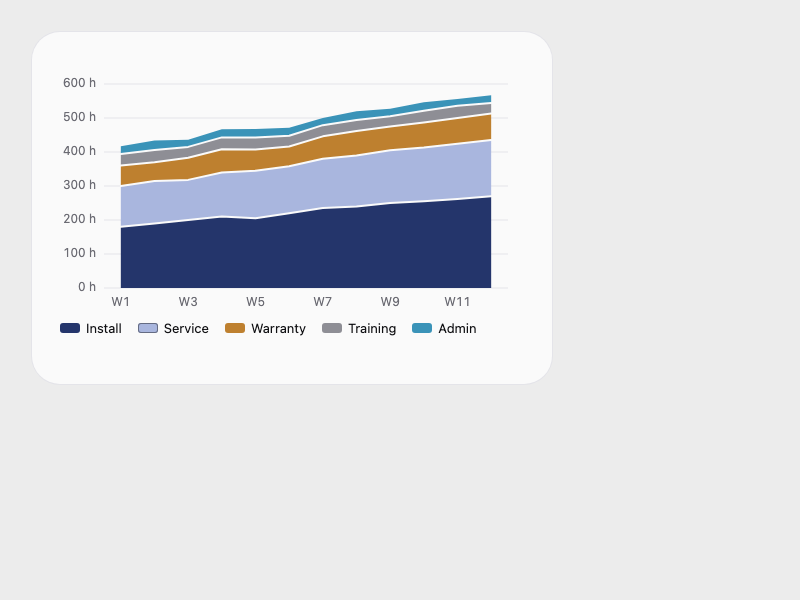 600 h
500 h
400 h
300 h
200 h
100 h
0 h
W1 W3 W5 W7 W9 W11
Install Service Warranty Training Admin